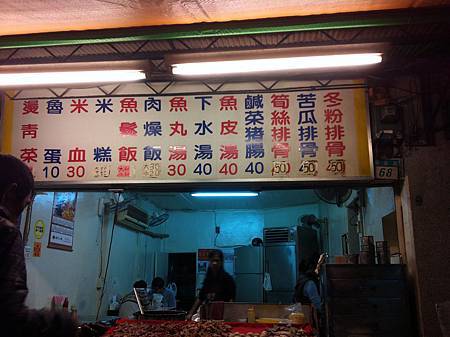 燙青菜
魯蛋 10
米血 30
米糕
魚鬆飯
肉燥飯
魚丸湯 30
下水湯 40
魚皮湯 40
鹹菜猪腸 40
筍絲排骨 50
苦瓜排骨 50
冬粉排骨 50
68